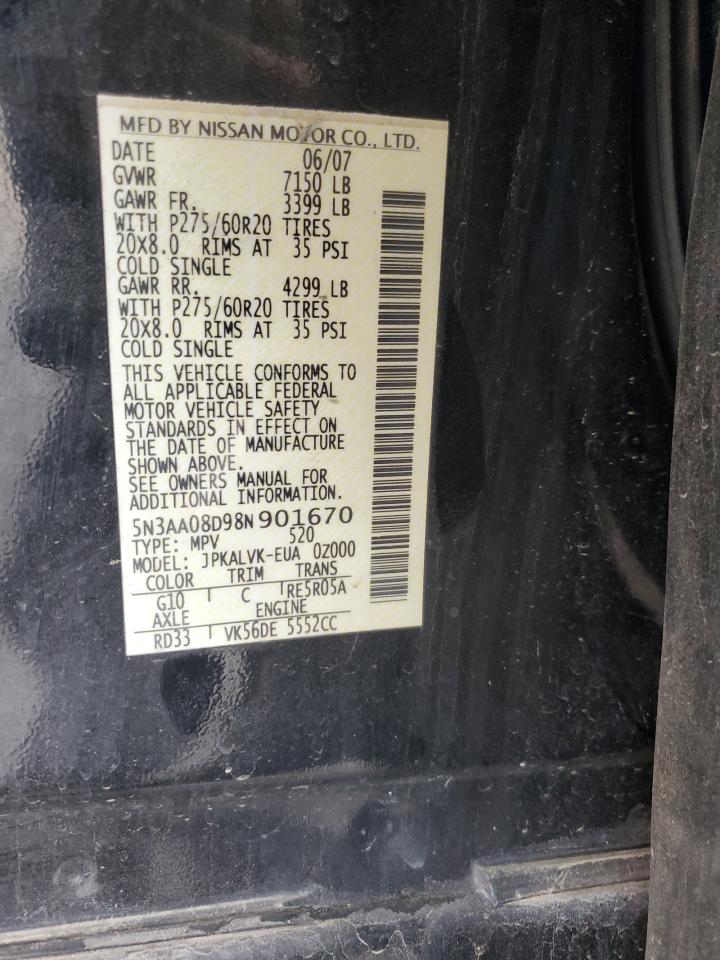 MFD BY NISSAN MOTOR CO., LTD.
DATE 06/07
GVWR 7150 LB
GAWR FR. 3399 LB
WITH P275/60R20 TIRES
20X8.0 RIMS AT 35 PSI
COLD SINGLE
GAWR RR. 4299 LB
WITH P275/60R20 TIRES
20X8.0 RIMS AT 35 PSI
COLD SINGLE
THIS VEHICLE CONFORMS TO
ALL APPLICABLE FEDERAL
MOTOR VEHICLE SAFETY
STANDARDS IN EFFECT ON
THE DATE OF MANUFACTURE
SHOWN ABOVE.
SEE OWNERS MANUAL FOR
ADDITIONAL INFORMATION.
5N3AA08D98N901670
TYPE: MPV 520
MODEL: JPKALVK-EUA 0Z000
COLOR TRIM TRANS
G10 C RE5R05A
AXLE ENGINE
RD33 VK56DE 5552CC